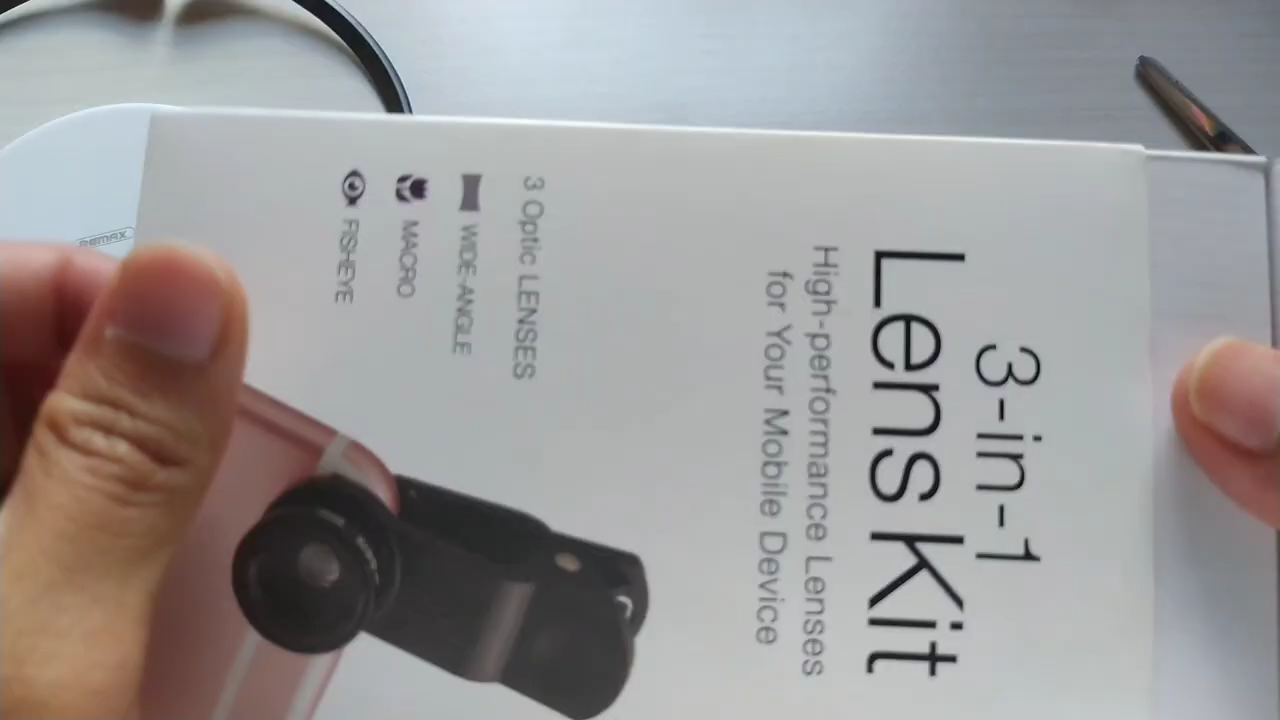 3-in-1
Lens Kit
High-performance Lenses
for Your Mobile Device
3 Optic LENSES
WIDE-ANGLE
MACRO
FISHEYE
REMAX